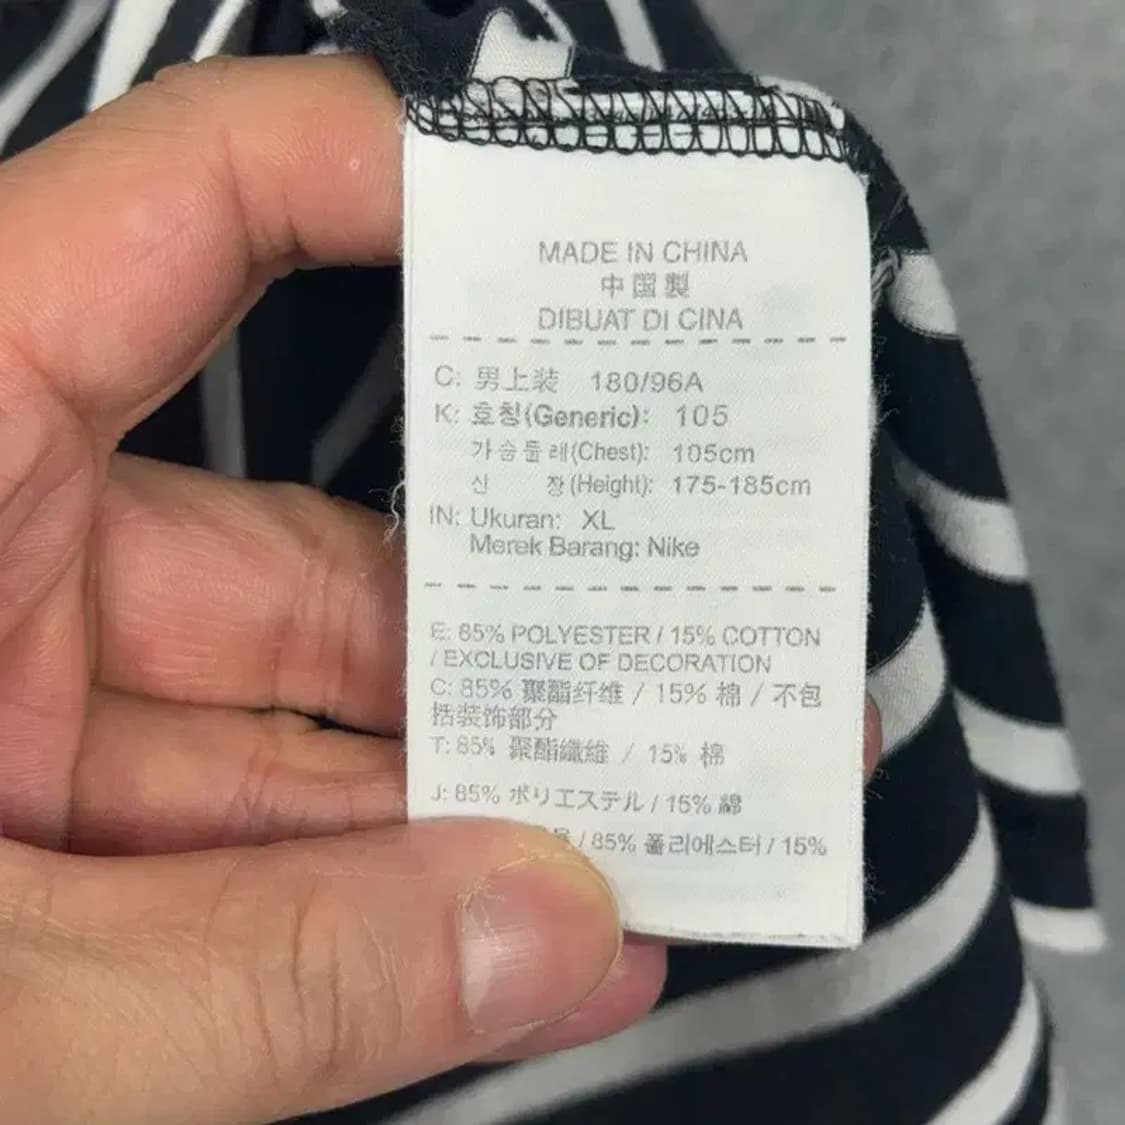 MADE IN CHINA
中国製
DIBUAT DI CINA
C: 男上装 180/96A
K: 호칭(Generic): 105
가슴둘레(Chest): 105cm
신 장(Height): 175-185cm
IN: Ukuran: XL
Merek Barang: Nike
E: 85% POLYESTER / 15% COTTON
/ EXCLUSIVE OF DECORATION
C: 85% 聚酯纤维 / 15% 棉 / 不包
括装饰部分
T: 85% 聚酯纖維 / 15% 棉
J: 85% ポリエステル / 15% 綿
/ 85% 폴리에스터 / 15%